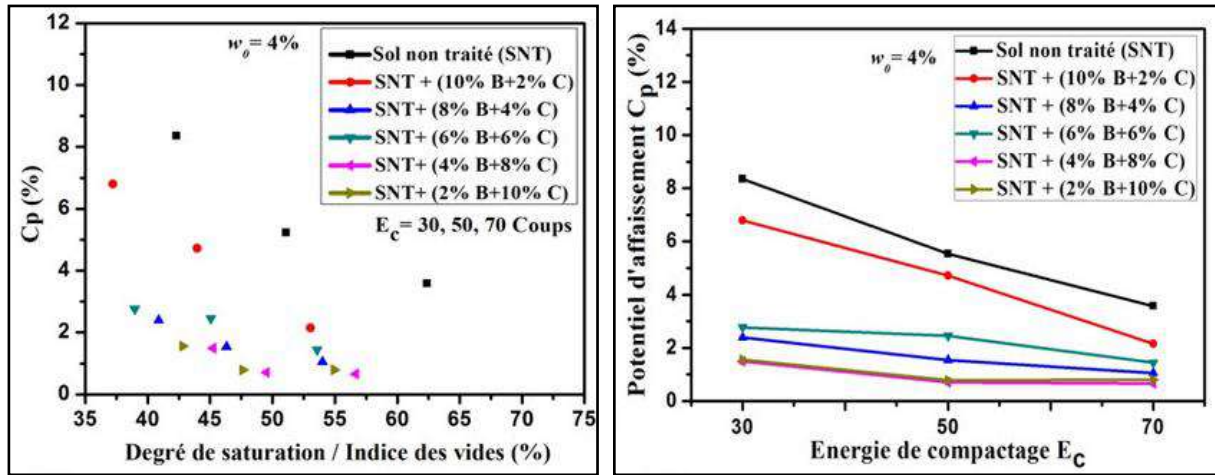 12
10
8
6
4
2
0
w0= 4%
Sol non traité (SNT)
SNT + (10% B+2% C)
SNT+ (8% B+4% C)
SNT+ (6% B+6% C)
SNT+ (4% B+8% C)
SNT+ (2% B+10% C)
EC= 30, 50, 70 Coups
Cp (%)
35 40 45 50 55 60 65 70 75
Degré de saturation / Indice des vides (%)
14
12
10
8
6
4
2
0
w0= 4%
Sol non traité (SNT)
SNT + (10% B+2% C)
SNT + (8% B+4% C)
SNT + (6% B+6% C)
SNT + (4% B+8% C)
SNT + (2% B+10% C)
Potentiel d'affaissement Cp (%)
30 50 70
Energie de compactage EC